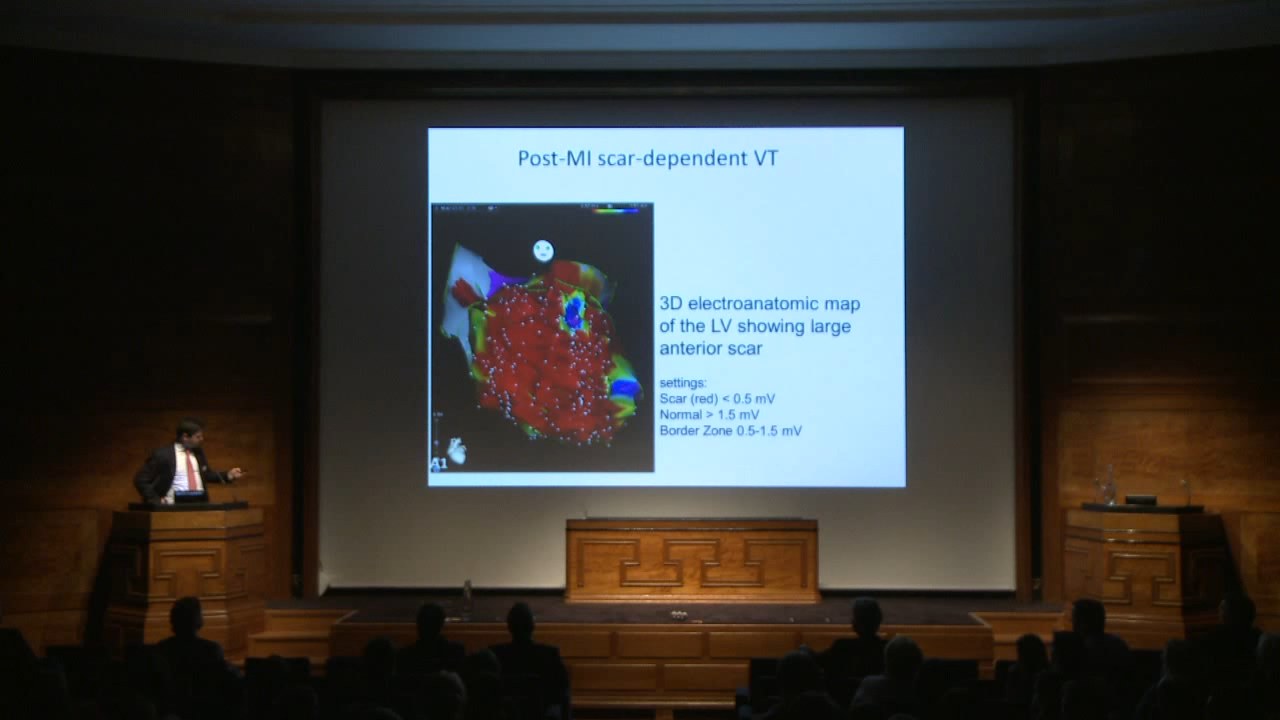 Post-MI scar-dependent VT
3D electroanatomic map
of the LV showing large
anterior scar
settings:
Scar (red) < 0.5 mV
Normal > 1.5 mV
Border Zone 0.5-1.5 mV